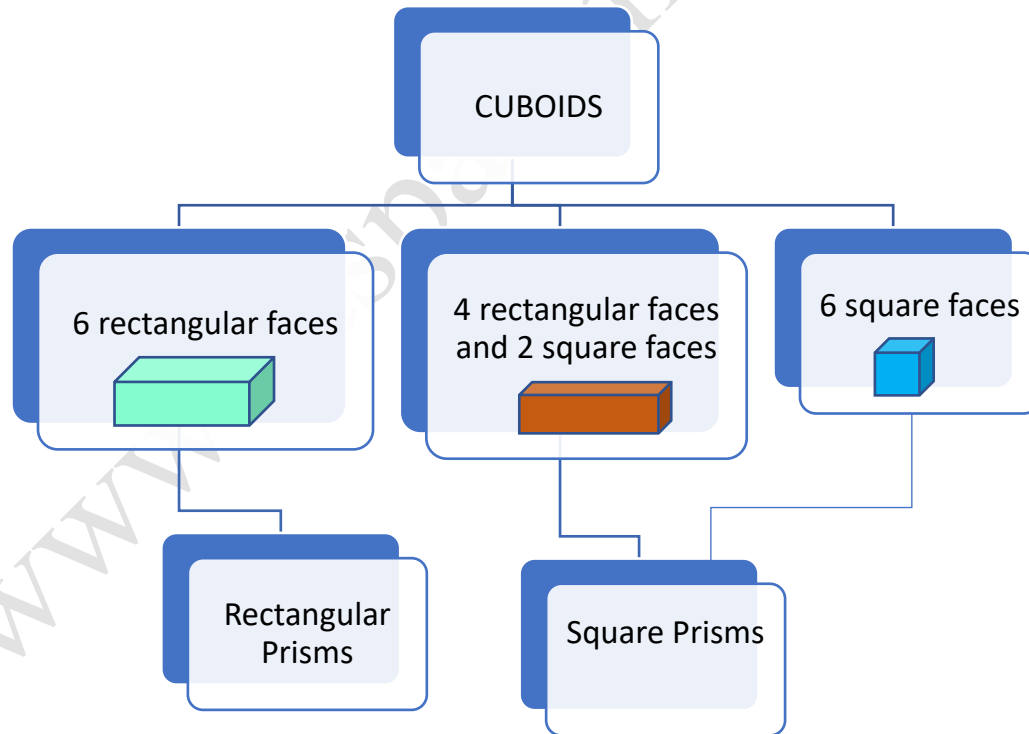 CUBOIDS
6 rectangular faces
4 rectangular faces
and 2 square faces
6 square faces
Rectangular
Prisms
Square Prisms